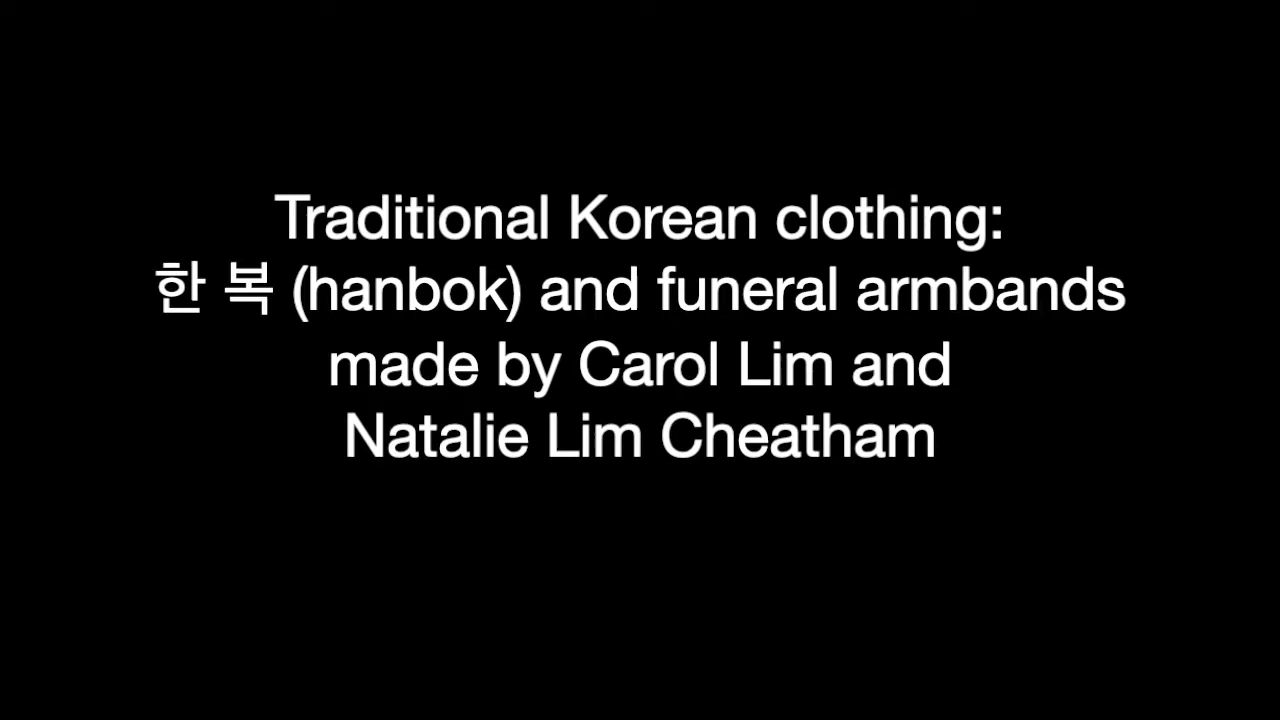 Traditional Korean clothing:
한 복 (hanbok) and funeral armbands
made by Carol Lim and
Natalie Lim Cheatham